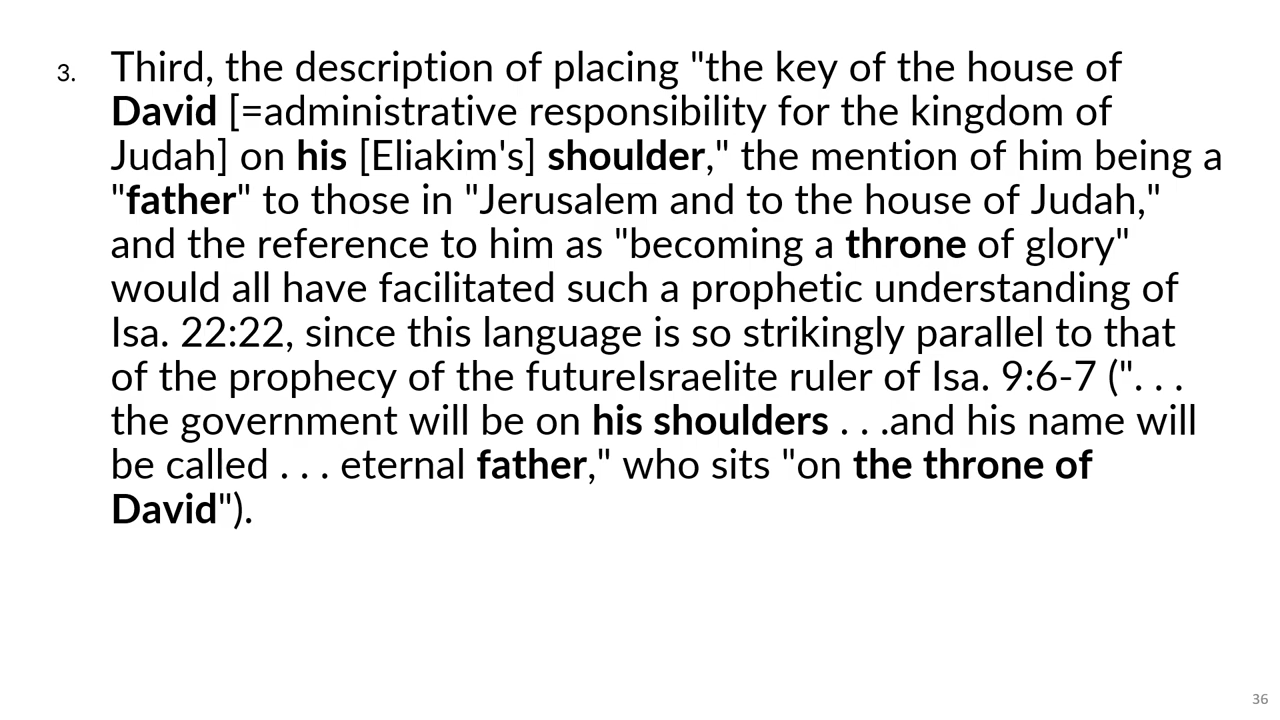 3. Third, the description of placing "the key of the house of
David [=administrative responsibility for the kingdom of
Judah] on his [Eliakim's] shoulder," the mention of him being a
"father" to those in "Jerusalem and to the house of Judah,"
and the reference to him as "becoming a throne of glory"
would all have facilitated such a prophetic understanding of
Isa. 22:22, since this language is so strikingly parallel to that
of the prophecy of the futureIsraelite ruler of Isa. 9:6-7 (". . .
the government will be on his shoulders . . .and his name will
be called . . . eternal father," who sits "on the throne of
David").
36